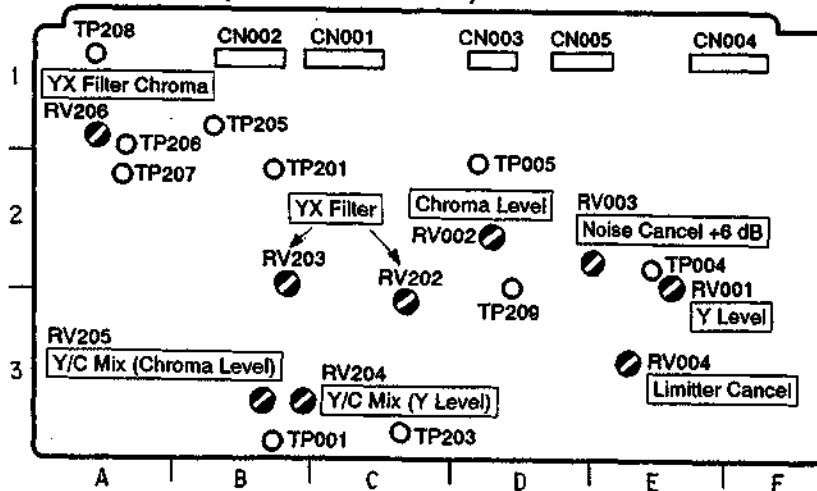 TP208
CN002
CN001
CN003
CN005
CN004
1
YX Filter Chroma
RV206
TP206
TP205
TP207
TP201
TP005
2
YX Filter
Chroma Level
RV003
Noise Cancel +6 dB
RV002
RV203
RV202
TP004
TP209
RV001
Y Level
RV205
Y/C Mix (Chroma Level)
3
RV204
Y/C Mix (Y Level)
RV004
Limitter Cancel
TP001
TP203
A
B
C
D
E
F